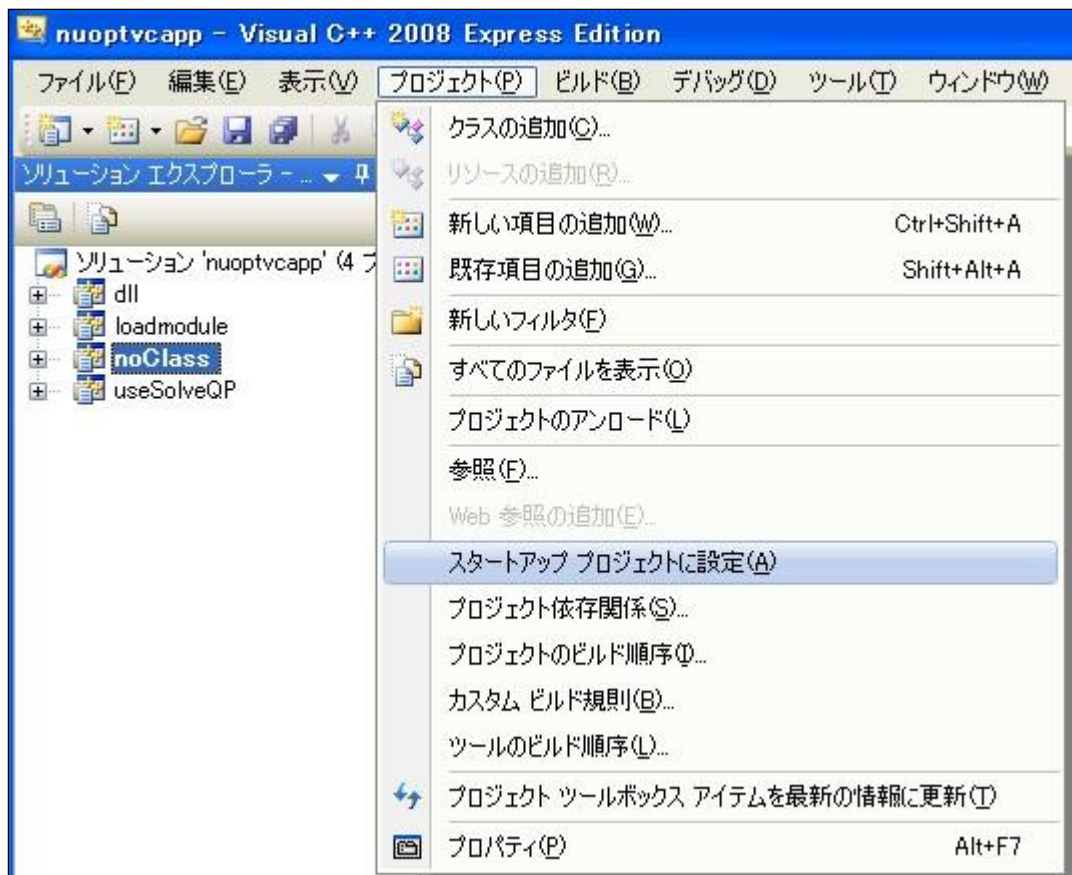 nuoptvcapp - Visual C++ 2008 Express Edition
ファイル(F) 編集(E) 表示(V) プロジェクト(P) ビルド(B) デバッグ(D) ツール(T) ウィンドウ(W)
ソリューション エクスプローラ - ...
ソリューション 'nuoptvcapp' (4 プ
dll
loadmodule
noClass
useSolveQP
クラスの追加(C)...
リソースの追加(R)...
新しい項目の追加(W)... Ctrl+Shift+A
既存項目の追加(G)... Shift+Alt+A
新しいフィルタ(F)
すべてのファイルを表示(O)
プロジェクトのアンロード(L)
参照(F)...
Web 参照の追加(E)...
スタートアップ プロジェクトに設定(A)
プロジェクト依存関係(S)...
プロジェクトのビルド順序(I)...
カスタム ビルド規則(B)...
ツールのビルド順序(L)...
プロジェクト ツールボックス アイテムを最新の情報に更新(T)
プロパティ(P) Alt+F7